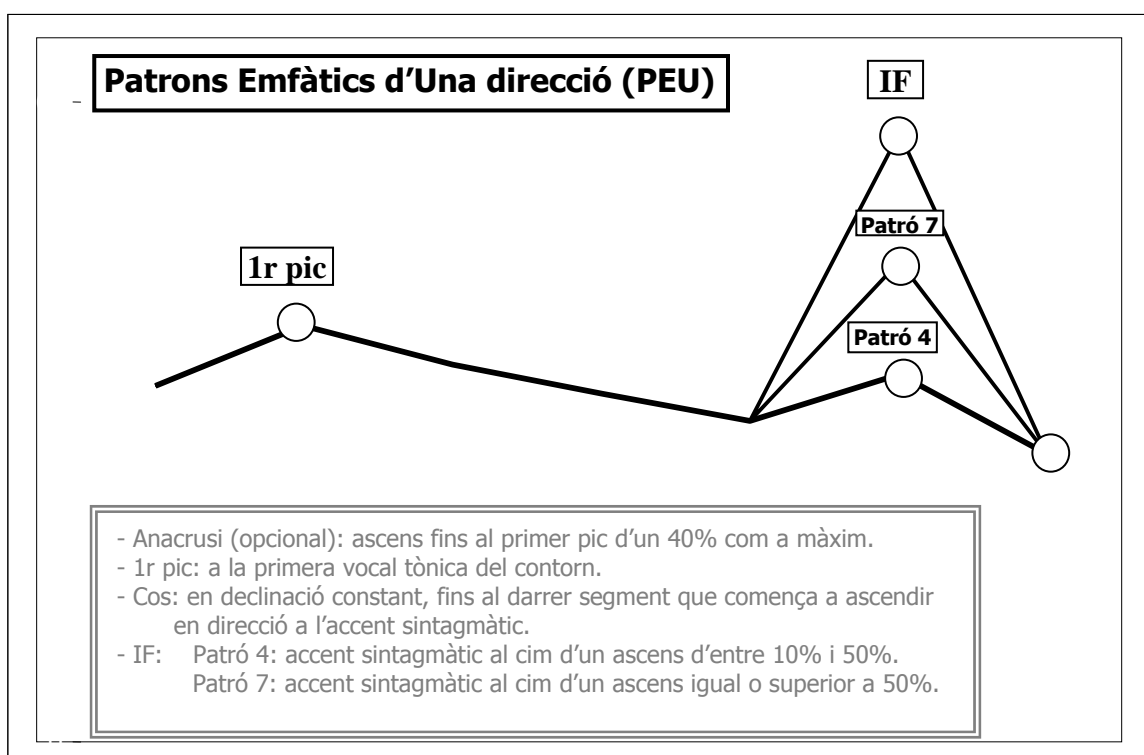 Patrons Emfàtics d’Una direcció (PEU)
IF
Patró 7
1r pic
Patró 4
- Anacrusi (opcional): ascens fins al primer pic d’un 40% com a màxim.
- 1r pic: a la primera vocal tònica del contorn.
- Cos: en declinació constant, fins al darrer segment que comença a ascendir
en direcció a l’accent sintagmàtic.
- IF: Patró 4: accent sintagmàtic al cim d’un ascens d’entre 10% i 50%.
Patró 7: accent sintagmàtic al cim d’un ascens igual o superior a 50%.